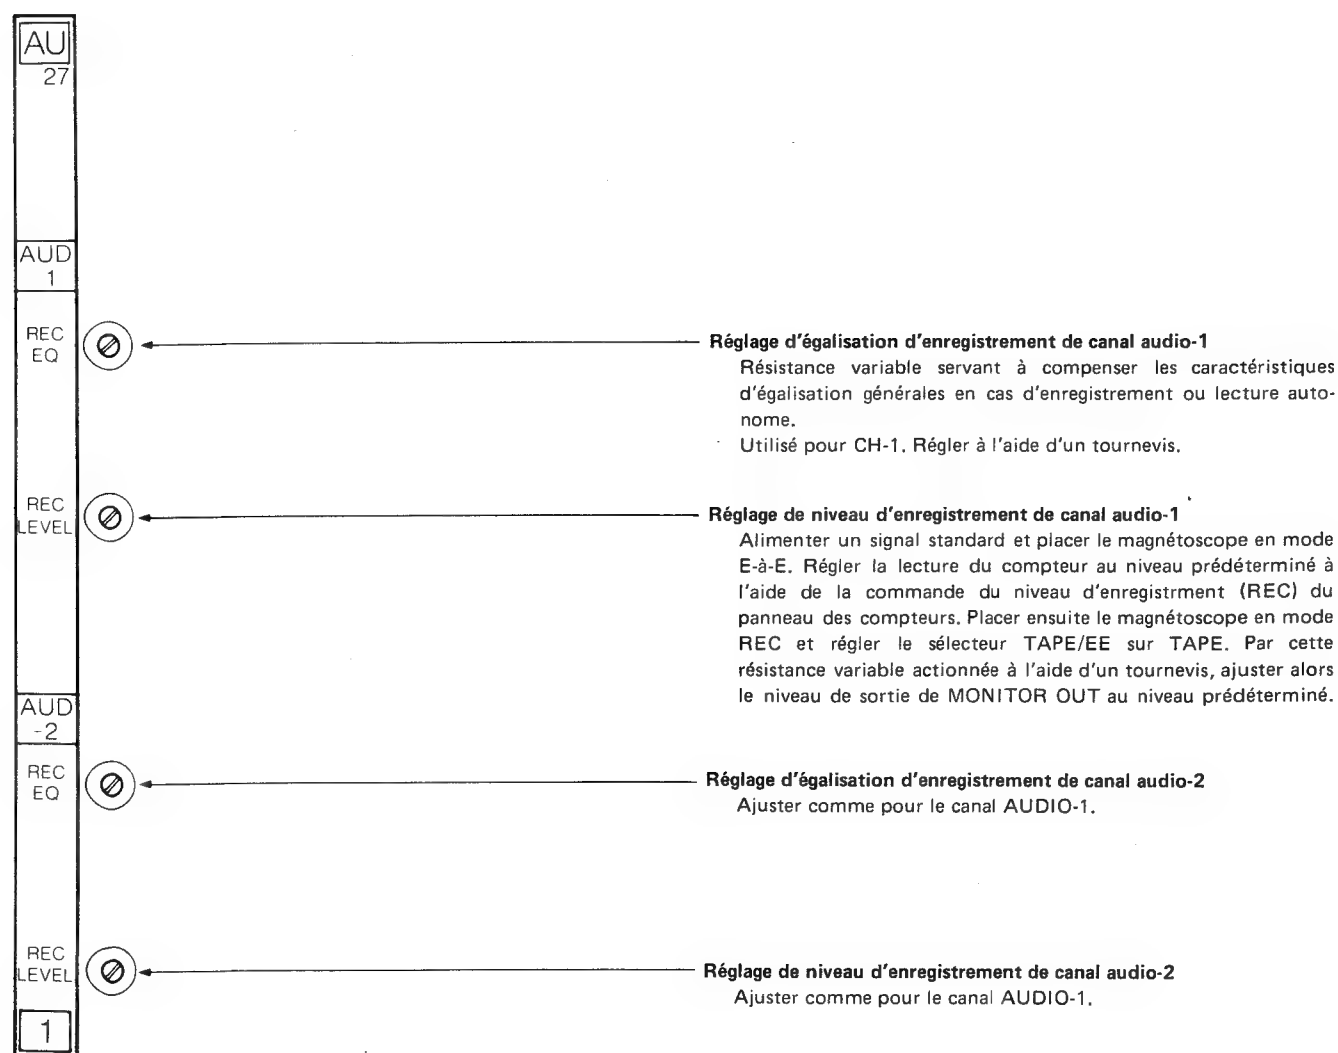 AU
27
AUD
1
REC
EQ
Réglage d'égalisation d'enregistrement de canal audio-1
Résistance variable servant à compenser les caractéristiques
d'égalisation générales en cas d'enregistrement ou lecture auto-
nome.
Utilisé pour CH-1. Régler à l'aide d'un tournevis.
REC
LEVEL
Réglage de niveau d'enregistrement de canal audio-1
Alimenter un signal standard et placer le magnétoscope en mode
E-à-E. Régler la lecture du compteur au niveau prédéterminé à
l'aide de la commande du niveau d'enregistrment (REC) du
panneau des compteurs. Placer ensuite le magnétoscope en mode
REC et régler le sélecteur TAPE/EE sur TAPE. Par cette
résistance variable actionnée à l'aide d'un tournevis, ajuster alors
le niveau de sortie de MONITOR OUT au niveau prédéterminé.
AUD
-2
REC
EQ
Réglage d'égalisation d'enregistrement de canal audio-2
Ajuster comme pour le canal AUDIO-1.
REC
LEVEL
Réglage de niveau d'enregistrement de canal audio-2
Ajuster comme pour le canal AUDIO-1.
1